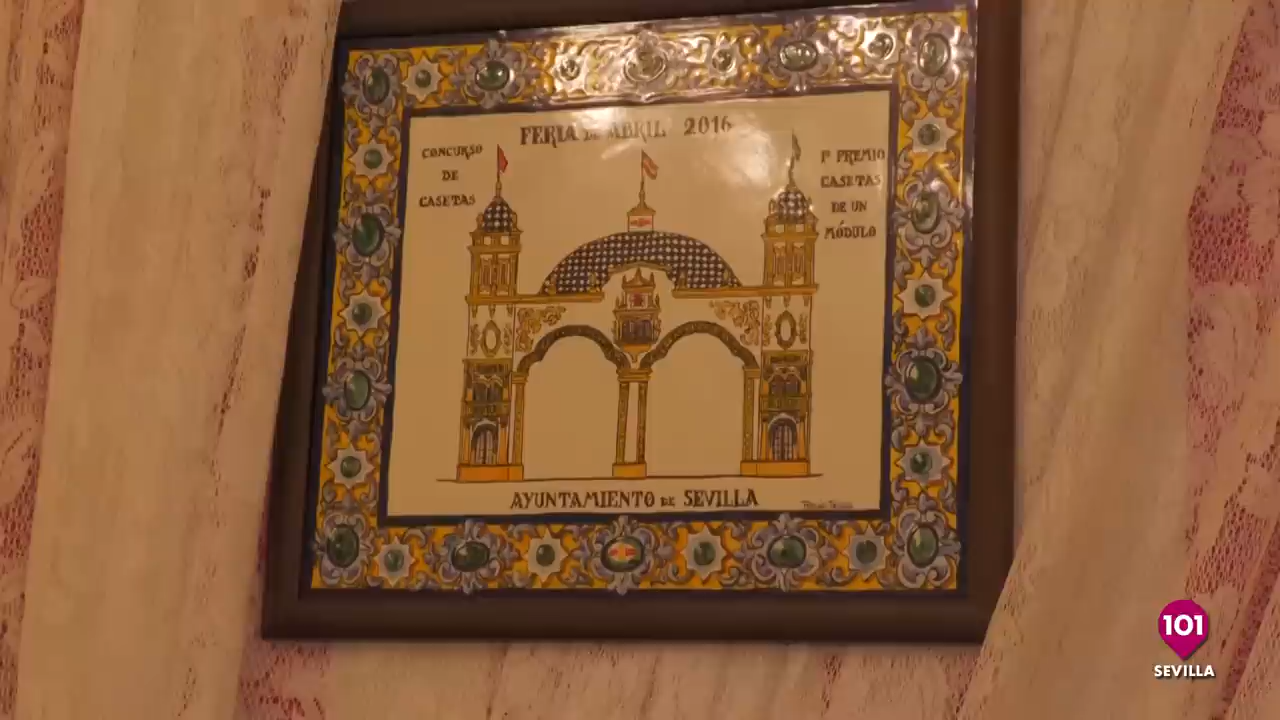 FERIA DE ABRIL 2016
CONCURSO
DE
CASETAS
1º PREMIO
CASETAS
DE UN
MÓDULO
AYUNTAMIENTO DE SEVILLA
101
SEVILLA